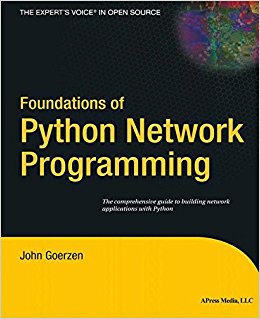 THE EXPERT'S VOICE® IN OPEN SOURCE
Foundations of
Python Network
Programming
The comprehensive guide to building network
applications with Python
John Goerzen
APress Media, LLC